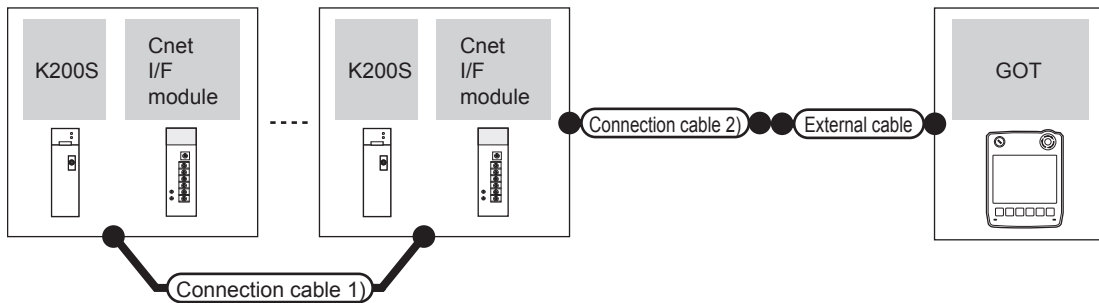 K200S
Cnet
I/F
module
K200S
Cnet
I/F
module
Connection cable 2)
External cable
GOT
Connection cable 1)